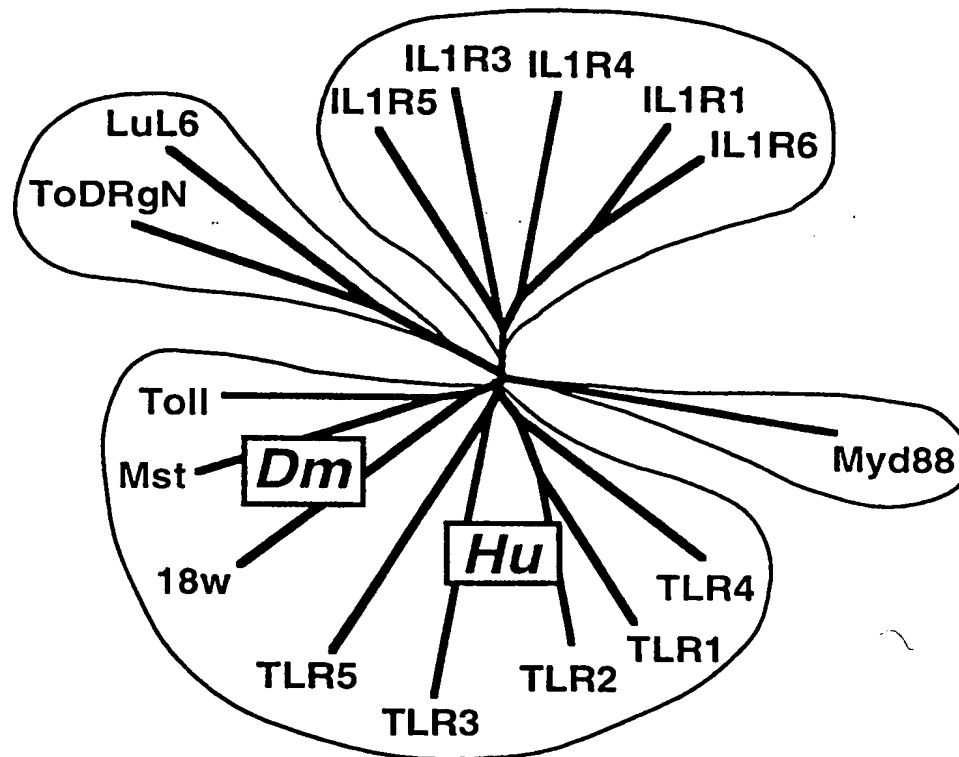 IL1R3
IL1R4
IL1R5
IL1R1
IL1R6
LuL6
ToDRgN
Toll
Mst
Dm
18w
Myd88
Hu
TLR4
TLR1
TLR2
TLR5
TLR3